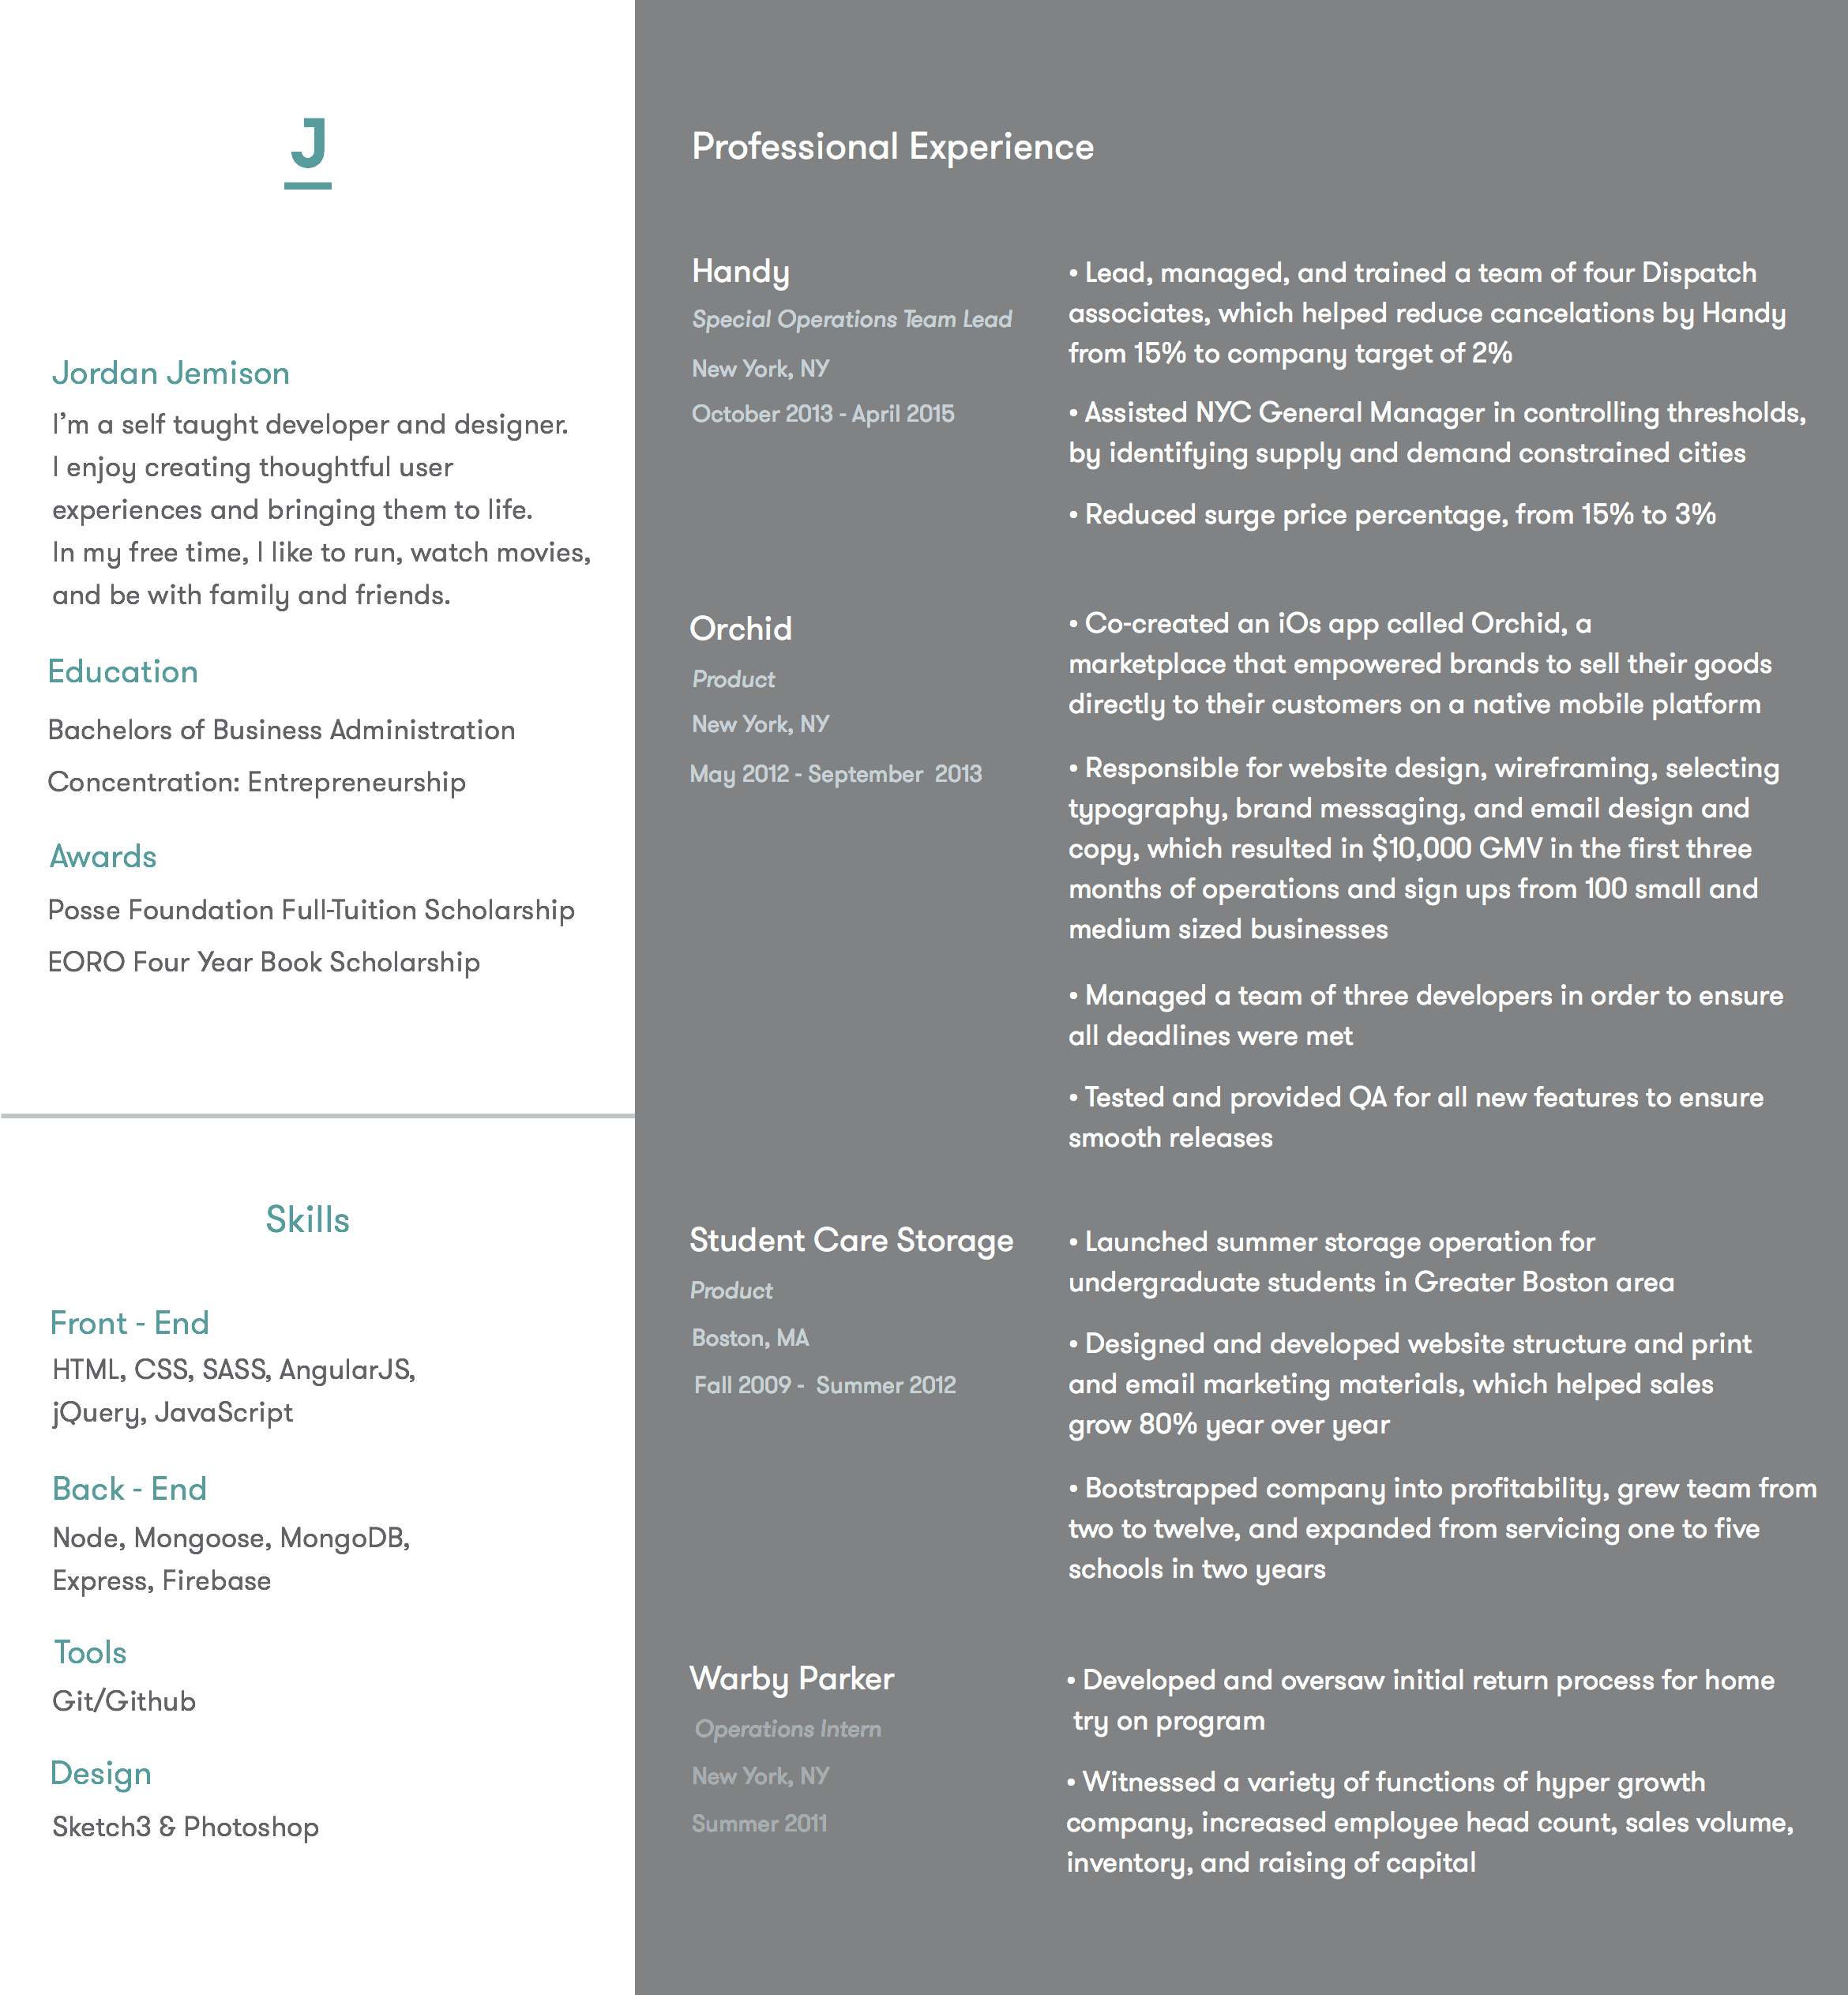 J
Jordan Jemison
I’m a self taught developer and designer.
I enjoy creating thoughtful user
experiences and bringing them to life.
In my free time, I like to run, watch movies,
and be with family and friends.
Education
Bachelors of Business Administration
Concentration: Entrepreneurship
Awards
Posse Foundation Full-Tuition Scholarship
EORO Four Year Book Scholarship
Skills
Front - End
HTML, CSS, SASS, AngularJS,
jQuery, JavaScript
Back - End
Node, Mongoose, MongoDB,
Express, Firebase
Tools
Git/Github
Design
Sketch3 & Photoshop
Professional Experience
Handy
Special Operations Team Lead
New York, NY
October 2013 - April 2015
• Lead, managed, and trained a team of four Dispatch
associates, which helped reduce cancelations by Handy
from 15% to company target of 2%
• Assisted NYC General Manager in controlling thresholds,
by identifying supply and demand constrained cities
• Reduced surge price percentage, from 15% to 3%
Orchid
Product
New York, NY
May 2012 - September  2013
• Co-created an iOs app called Orchid, a
marketplace that empowered brands to sell their goods
directly to their customers on a native mobile platform
• Responsible for website design, wireframing, selecting
typography, brand messaging, and email design and
copy, which resulted in $10,000 GMV in the first three
months of operations and sign ups from 100 small and
medium sized businesses
• Managed a team of three developers in order to ensure
all deadlines were met
• Tested and provided QA for all new features to ensure
smooth releases
Student Care Storage
Product
Boston, MA
Fall 2009 -  Summer 2012
• Launched summer storage operation for
undergraduate students in Greater Boston area
• Designed and developed website structure and print
and email marketing materials, which helped sales
grow 80% year over year
• Bootstrapped company into profitability, grew team from
two to twelve, and expanded from servicing one to five
schools in two years
Warby Parker
Operations Intern
New York, NY
Summer 2011
• Developed and oversaw initial return process for home
try on program
• Witnessed a variety of functions of hyper growth
company, increased employee head count, sales volume,
inventory, and raising of capital